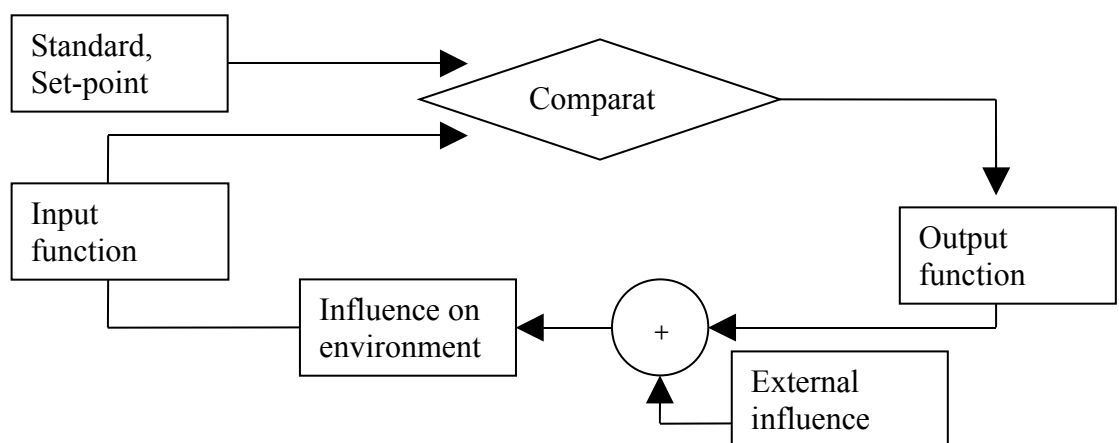 Standard,
Set-point
Comparat
Input
function
Output
function
Influence on
environment
+
External
influence